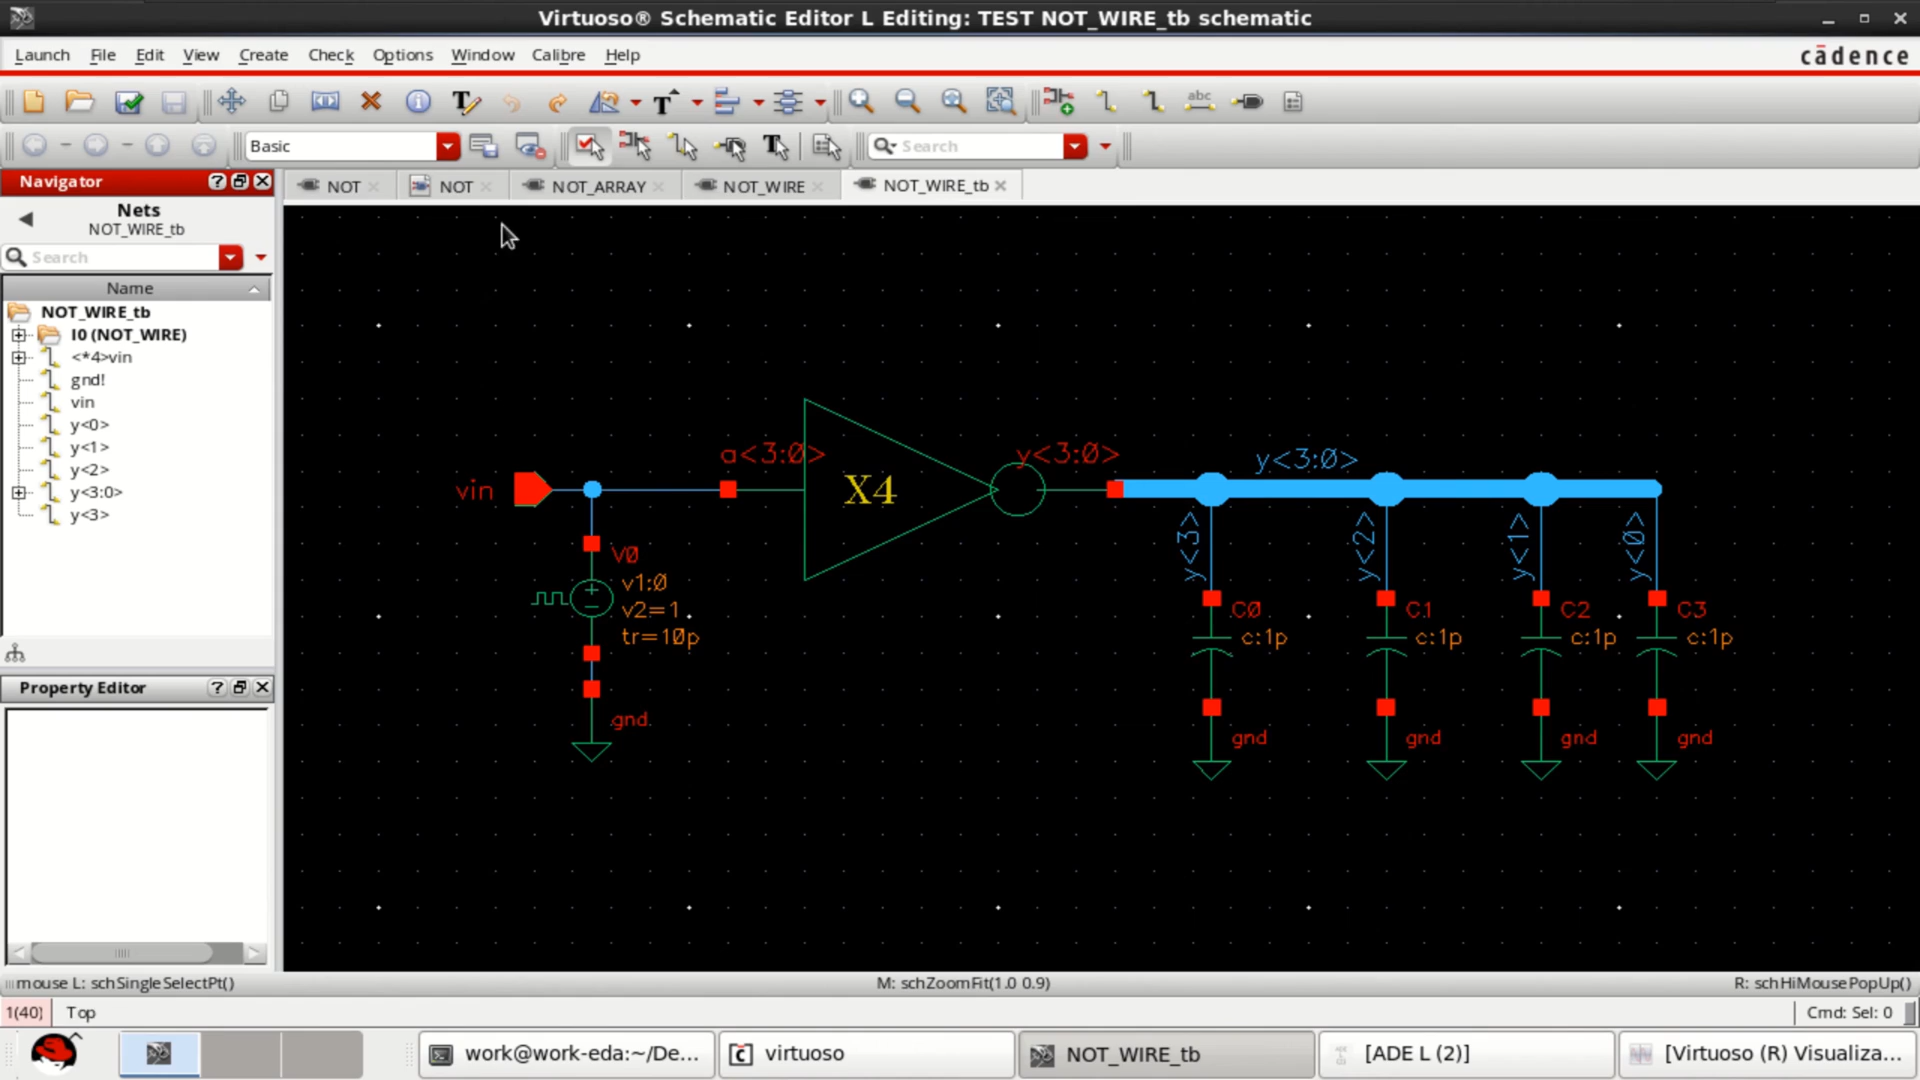 Virtuoso® Schematic Editor L Editing: TEST NOT_WIRE_tb schematic
Launch File Edit View Create Check Options Window Calibre Help
cādence
abc
Basic
Search
Navigator
NOT
NOT
NOT_ARRAY
NOT_WIRE
NOT_WIRE_tb
Nets
NOT_WIRE_tb
Search
Name
NOT_WIRE_tb
I0 (NOT_WIRE)
<*4>vin
gnd!
vin
y<0>
y<1>
y<2>
y<3:0>
y<3>
Property Editor
vin
a<3:0>
X4
y<3:0>
y<3:0>
y<3>
y<2>
y<1>
y<0>
V0
v1:0
v2=1
tr=10p
gnd
C0
c:1p
gnd
C1
c:1p
gnd
C2
c:1p
gnd
C3
c:1p
gnd
mouse L: schSingleSelectPt()
M: schZoomFit(1.0 0.9)
R: schHiMousePopUp()
1(40)
Top
Cmd: Sel: 0
work@work-eda:~/De...
virtuoso
NOT_WIRE_tb
[ADE L (2)]
[Virtuoso (R) Visualiza...